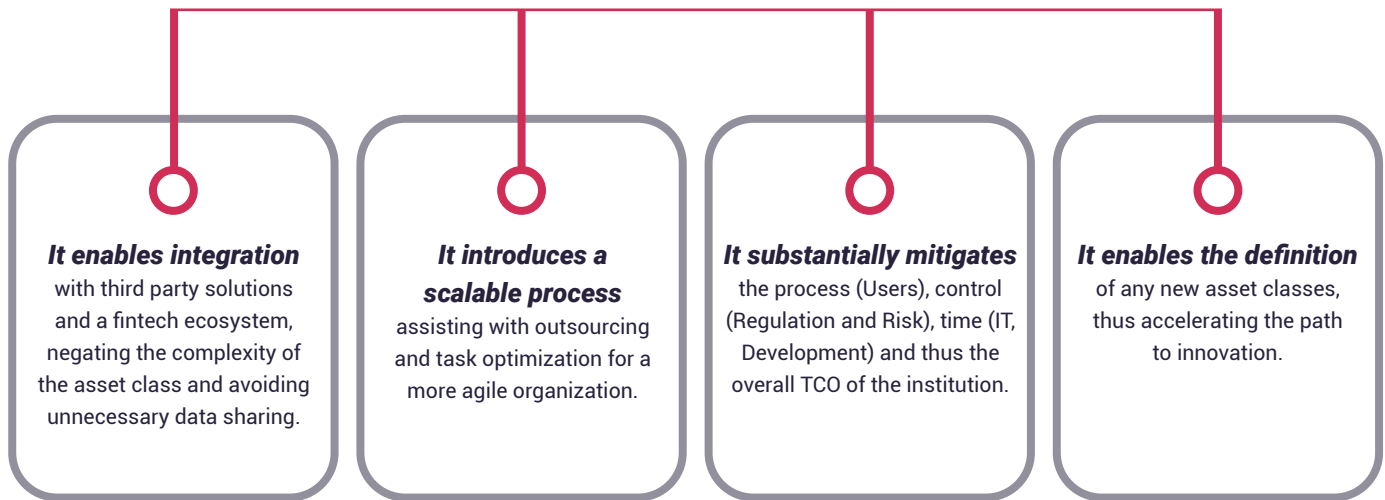 It enables integration
with third party solutions
and a fintech ecosystem,
negating the complexity of
the asset class and avoiding
unnecessary data sharing.
It introduces a
scalable process
assisting with outsourcing
and task optimization for a
more agile organization.
It substantially mitigates
the process (Users), control
(Regulation and Risk), time (IT,
Development) and thus the
overall TCO of the institution.
It enables the definition
of any new asset classes,
thus accelerating the path
to innovation.